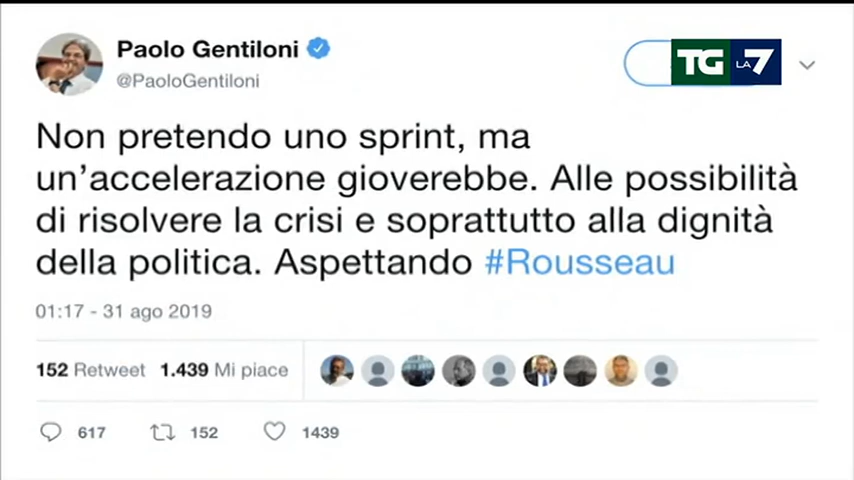 Paolo Gentiloni
@PaoloGentiloni
TG LA 7
Non pretendo uno sprint, ma
un’accelerazione gioverebbe. Alle possibilità
di risolvere la crisi e soprattutto alla dignità
della politica. Aspettando #Rousseau
01:17 - 31 ago 2019
152 Retweet 1.439 Mi piace
617 152 1439